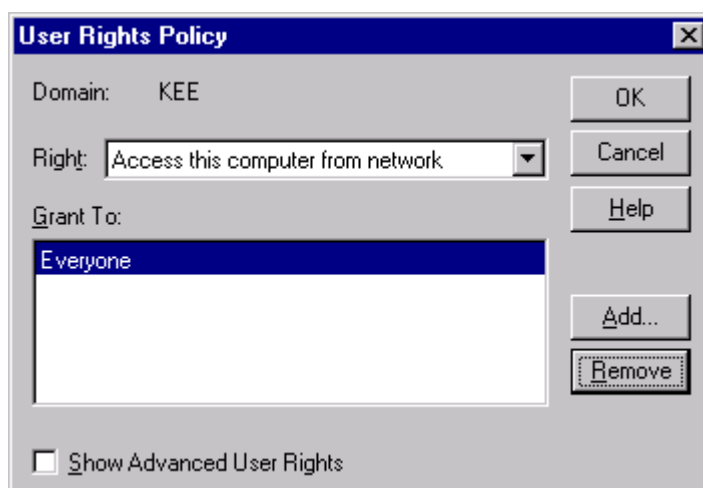 User Rights Policy
Domain: KEE
OK
Right: Access this computer from network
Cancel
Grant To:
Help
Everyone
Add...
Remove
Show Advanced User Rights